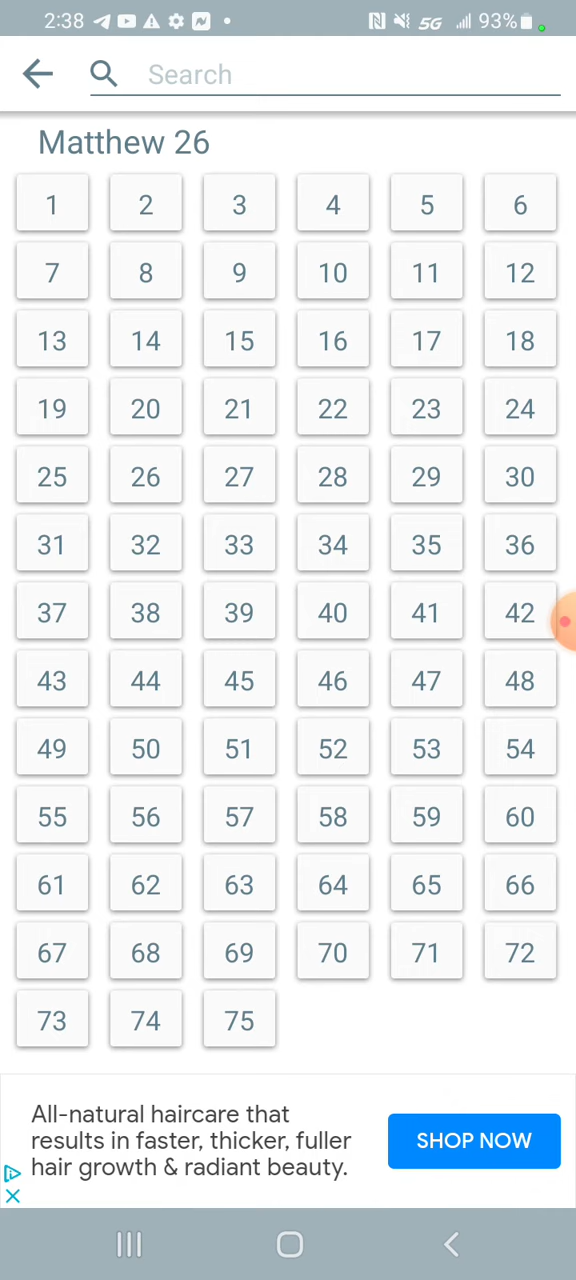 2:38 5G 93%
Search
Matthew 26
1 2 3 4 5 6
7 8 9 10 11 12
13 14 15 16 17 18
19 20 21 22 23 24
25 26 27 28 29 30
31 32 33 34 35 36
37 38 39 40 41 42
43 44 45 46 47 48
49 50 51 52 53 54
55 56 57 58 59 60
61 62 63 64 65 66
67 68 69 70 71 72
73 74 75
All-natural haircare that
results in faster, thicker, fuller
hair growth & radiant beauty.
SHOP NOW